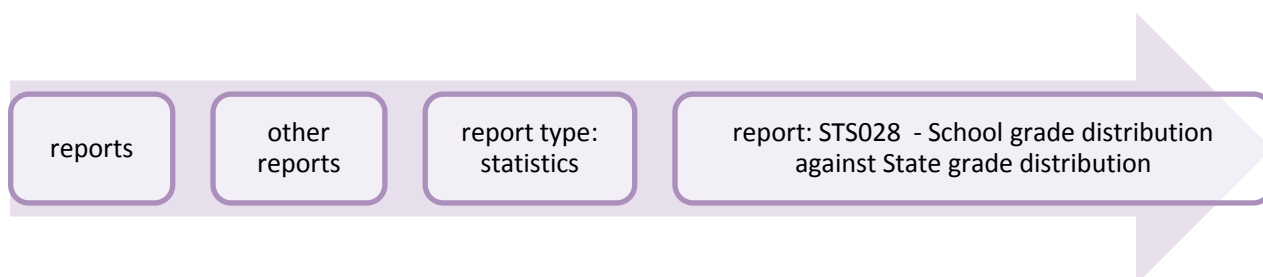 reports
other
reports
report type:
statistics
report: STS028 - School grade distribution
against State grade distribution